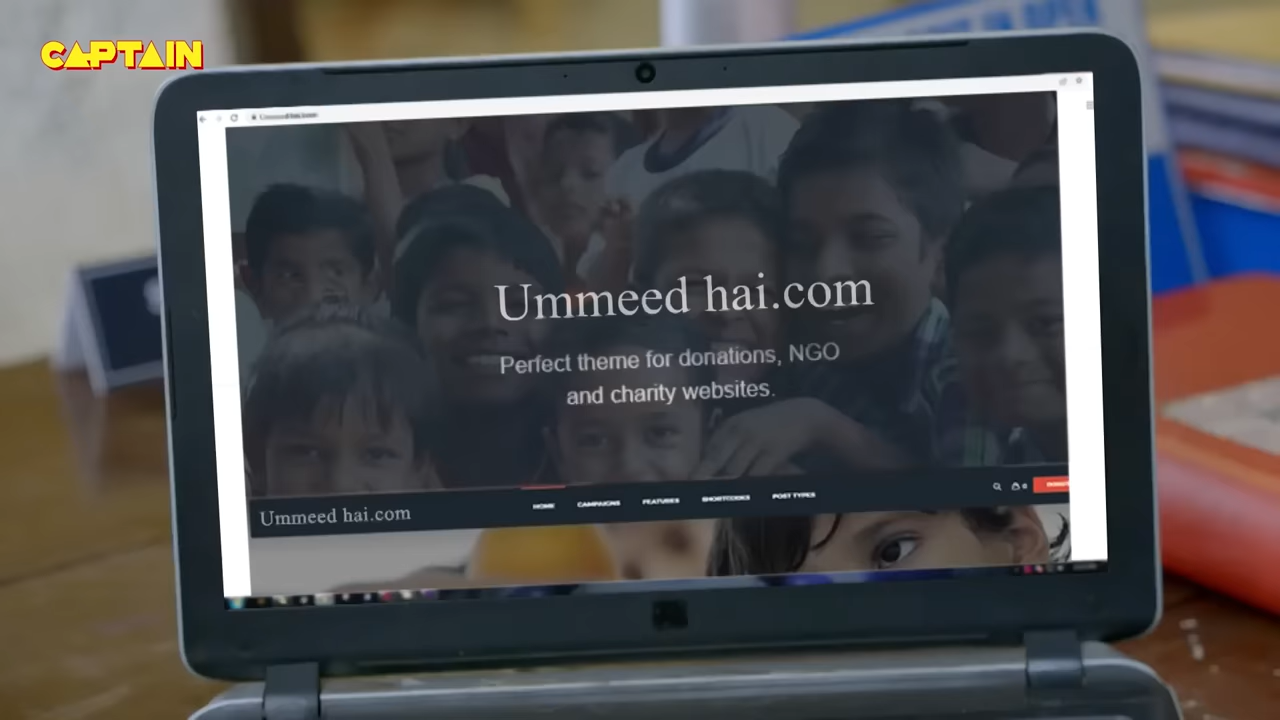 CAPTAIN
Ummeed hai.com
Perfect theme for donations, NGO
and charity websites.
Ummeed hai.com
HOME CAMPAIGNS FEATURES SHORTCODES POST TYPES